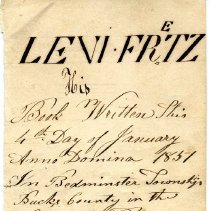 LEVI·FRETZ
His
Book Written This
4th Day of January
Anno Domina 1851
In Bedminster Township
Bucks County in the